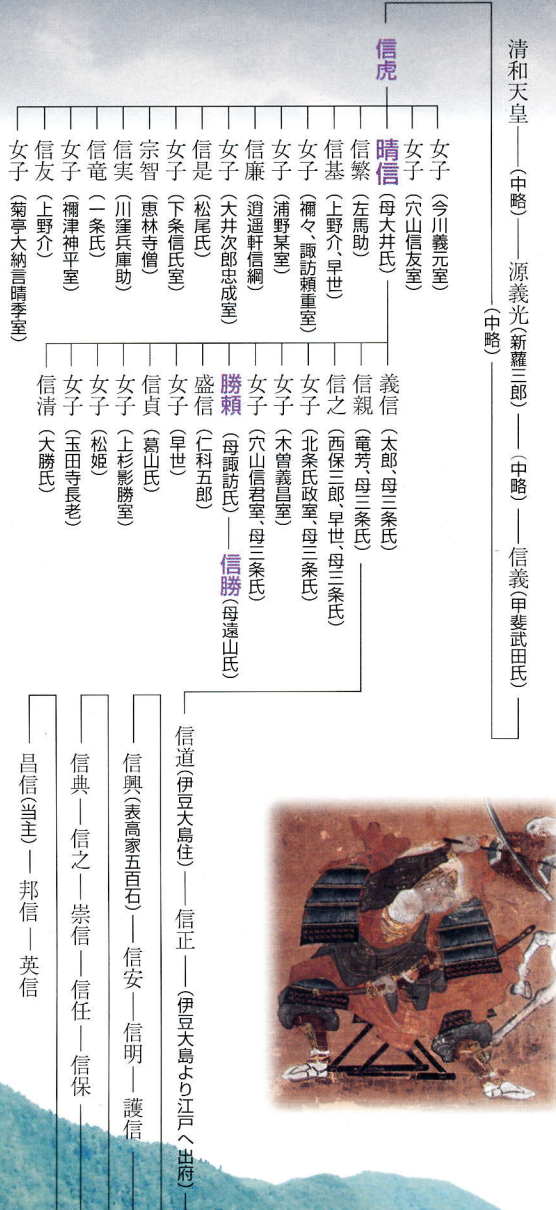 清和天皇
（中略）
源義光（新羅三郎）
（中略）
信義（甲斐武田氏）
（中略）
信虎
女子（今川義元室）
女子（穴山信友室）
晴信（母大井氏）
信繁（左馬助）
信基（上野介、早世）
女子（禰々、諏訪頼重室）
女子（浦野某室）
信廉（逍遥軒信綱）
女子（大井次郎忠成室）
信是（松尾氏）
女子（下条信氏室）
宗智（恵林寺僧）
信実（川窪兵庫助）
信竜（一条氏）
女子（禰津神平室）
信友（上野介）
女子（菊亭大納言晴季室）
義信（太郎、母三条氏）
信親（竜芳、母三条氏）
信之（西保三郎、早世、母三条氏）
女子（北条氏政室、母三条氏）
女子（木曽義昌室）
女子（穴山信君室、母三条氏）
勝頼（母諏訪氏）
信勝（母遠山氏）
盛信（仁科五郎）
女子（早世）
信貞（葛山氏）
女子（上杉影勝室）
女子（松姫）
女子（玉田寺長老）
信清（大勝氏）
信道（伊豆大島住）
信正
（伊豆大島より江戸へ出府）
信興（表高家五百石）
信安
信明
護信
信典
信之
崇信
信任
信保
昌信（当主）
邦信
英信